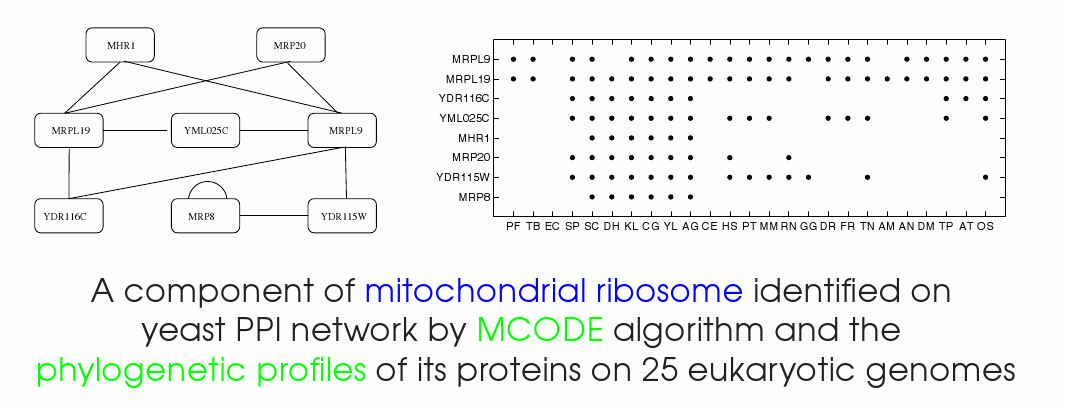 MHR1 MRP20
MRPL19 YML025C MRPL9
YDR116C MRP8 YDR115W
MRPL9
MRPL19
YDR116C
YML025C
MHR1
MRP20
YDR115W
MRP8
PF TB EC SP SC DH KL CG YL AG CE HS PT MM RN GG DR FR TN AM AN DM TP AT OS
A component of mitochondrial ribosome identified on
yeast PPI network by MCODE algorithm and the
phylogenetic profiles of its proteins on 25 eukaryotic genomes